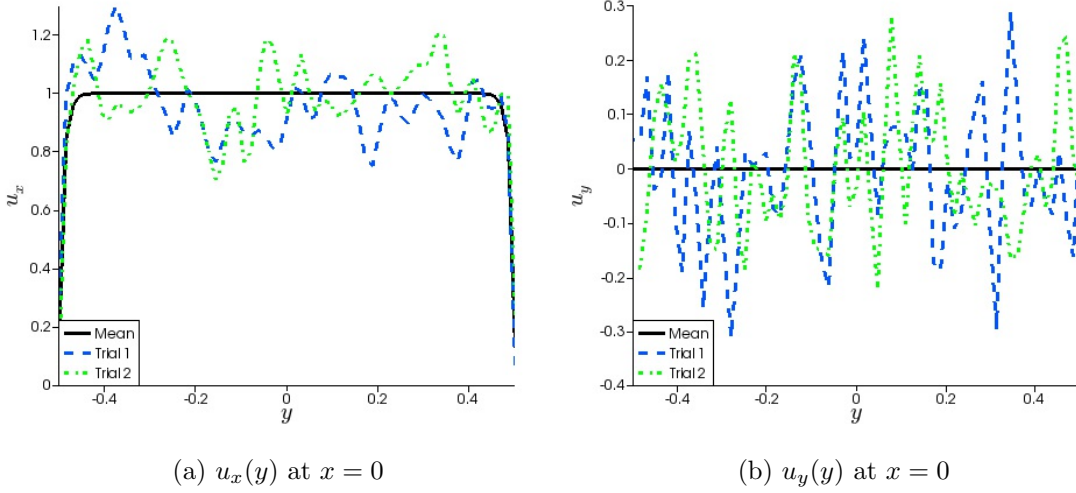 1.2
1
0.8
0.6
0.4
0.2
0
u_x
Mean
Trial 1
Trial 2
-0.4 -0.2 0 0.2 0.4
y
0.3
0.2
0.1
0
-0.1
-0.2
-0.3
-0.4
u_y
Mean
Trial 1
Trial 2
-0.4 -0.2 0 0.2 0.4
y
(a) u_x(y) at x = 0
(b) u_y(y) at x = 0